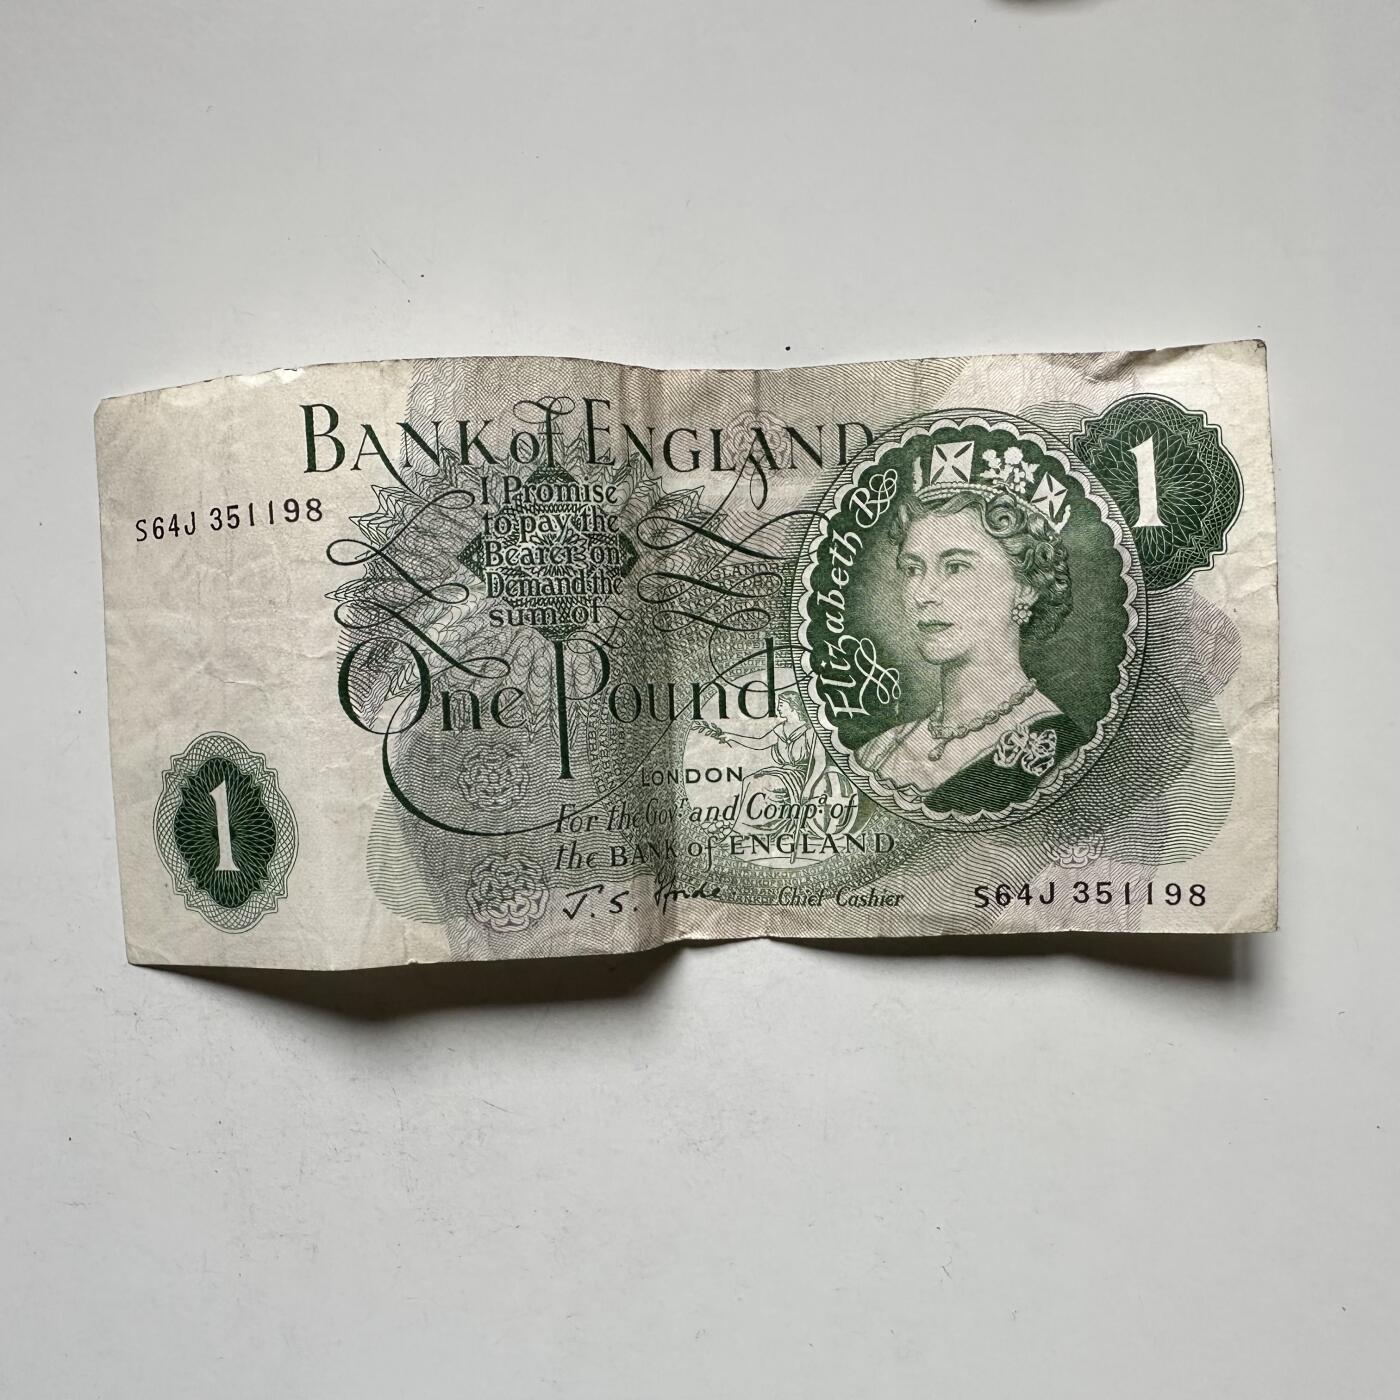 BANK of ENGLAND
I Promise
to pay the
Bearer on
Demand the
sum of
One Pound
LONDON
For the Govr. and Compa. of
the BANK of ENGLAND
J. S. Fforde Chief Cashier
S64J 351198
S64J 351198
1
1
Elizabeth R